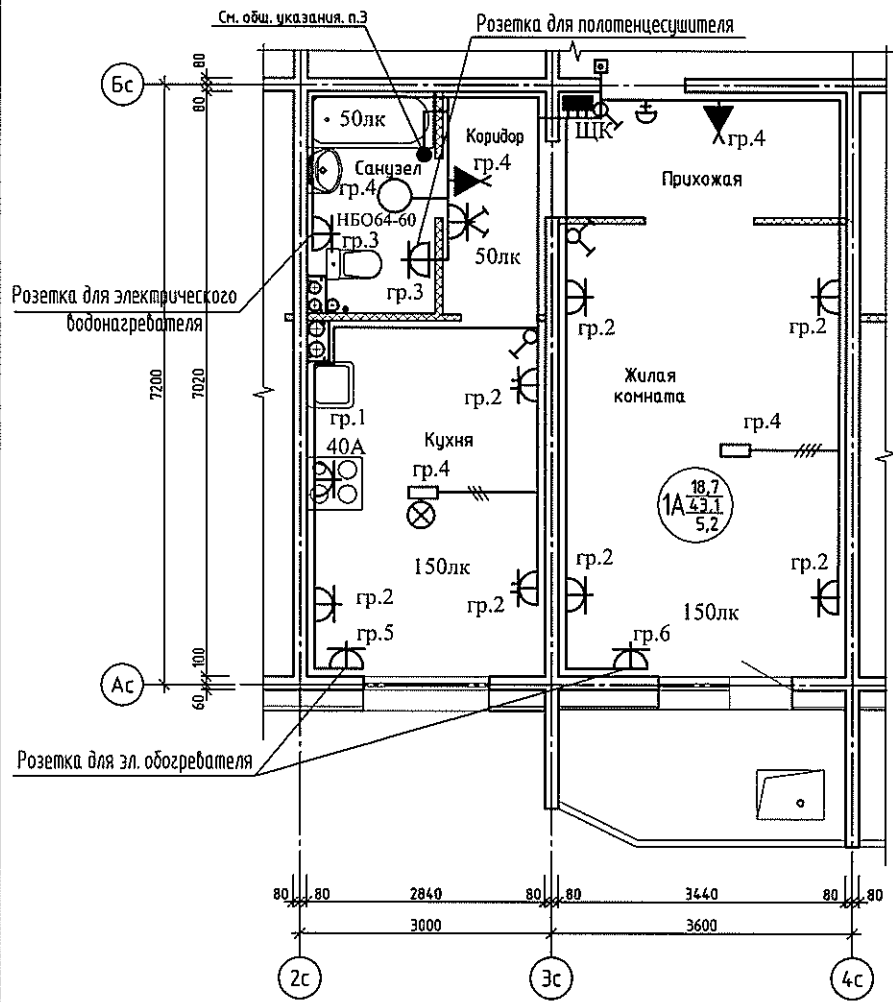 См. общ. указания. п.3
Розетка для полотенцесушителя
Бс
80
80
50лк
Коридор
ЩК
гр.4
Санузел
гр.4
Прихожая
гр.4
НБО64-60
гр.3
50лк
гр.3
Розетка для электрического
водонагревателя
гр.2
гр.2
7200
7020
Жилая
комната
гр.2
гр.1
Кухня
гр.4
40А
гр.4
1А
18,7
43,1
5,2
150лк
гр.2
гр.2
гр.2
гр.2
150лк
гр.5
гр.6
Ас
100
60
Розетка для эл. обогревателя
80
80
2840
80
80
3440
80
80
3000
3600
2с
3с
4с